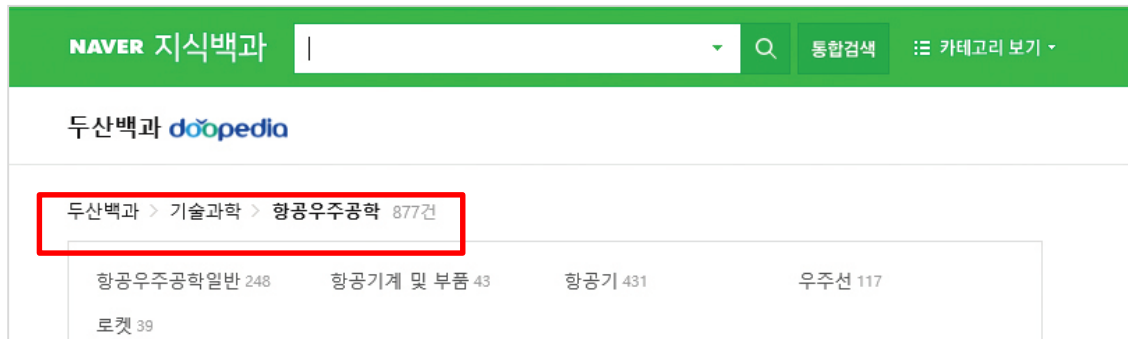 NAVER 지식백과 통합검색 카테고리 보기
두산백과 doopedia
두산백과 > 기술과학 > 항공우주공학 877건
항공우주공학일반 248 항공기계 및 부품 43 항공기 431 우주선 117
로켓 39